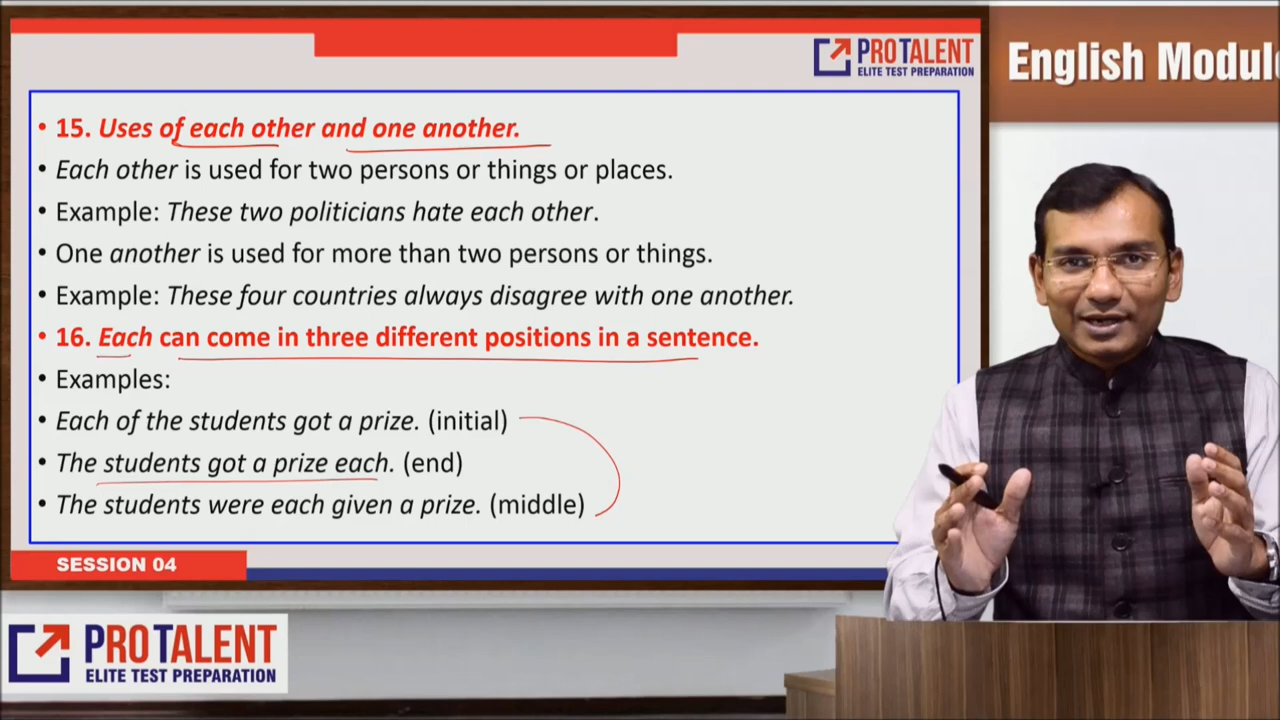 PROTALENT
ELITE TEST PREPARATION
English Module
• 15. Uses of each other and one another.
• Each other is used for two persons or things or places.
• Example: These two politicians hate each other.
• One another is used for more than two persons or things.
• Example: These four countries always disagree with one another.
• 16. Each can come in three different positions in a sentence.
• Examples:
• Each of the students got a prize. (initial)
• The students got a prize each. (end)
• The students were each given a prize. (middle)
SESSION 04
PROTALENT
ELITE TEST PREPARATION